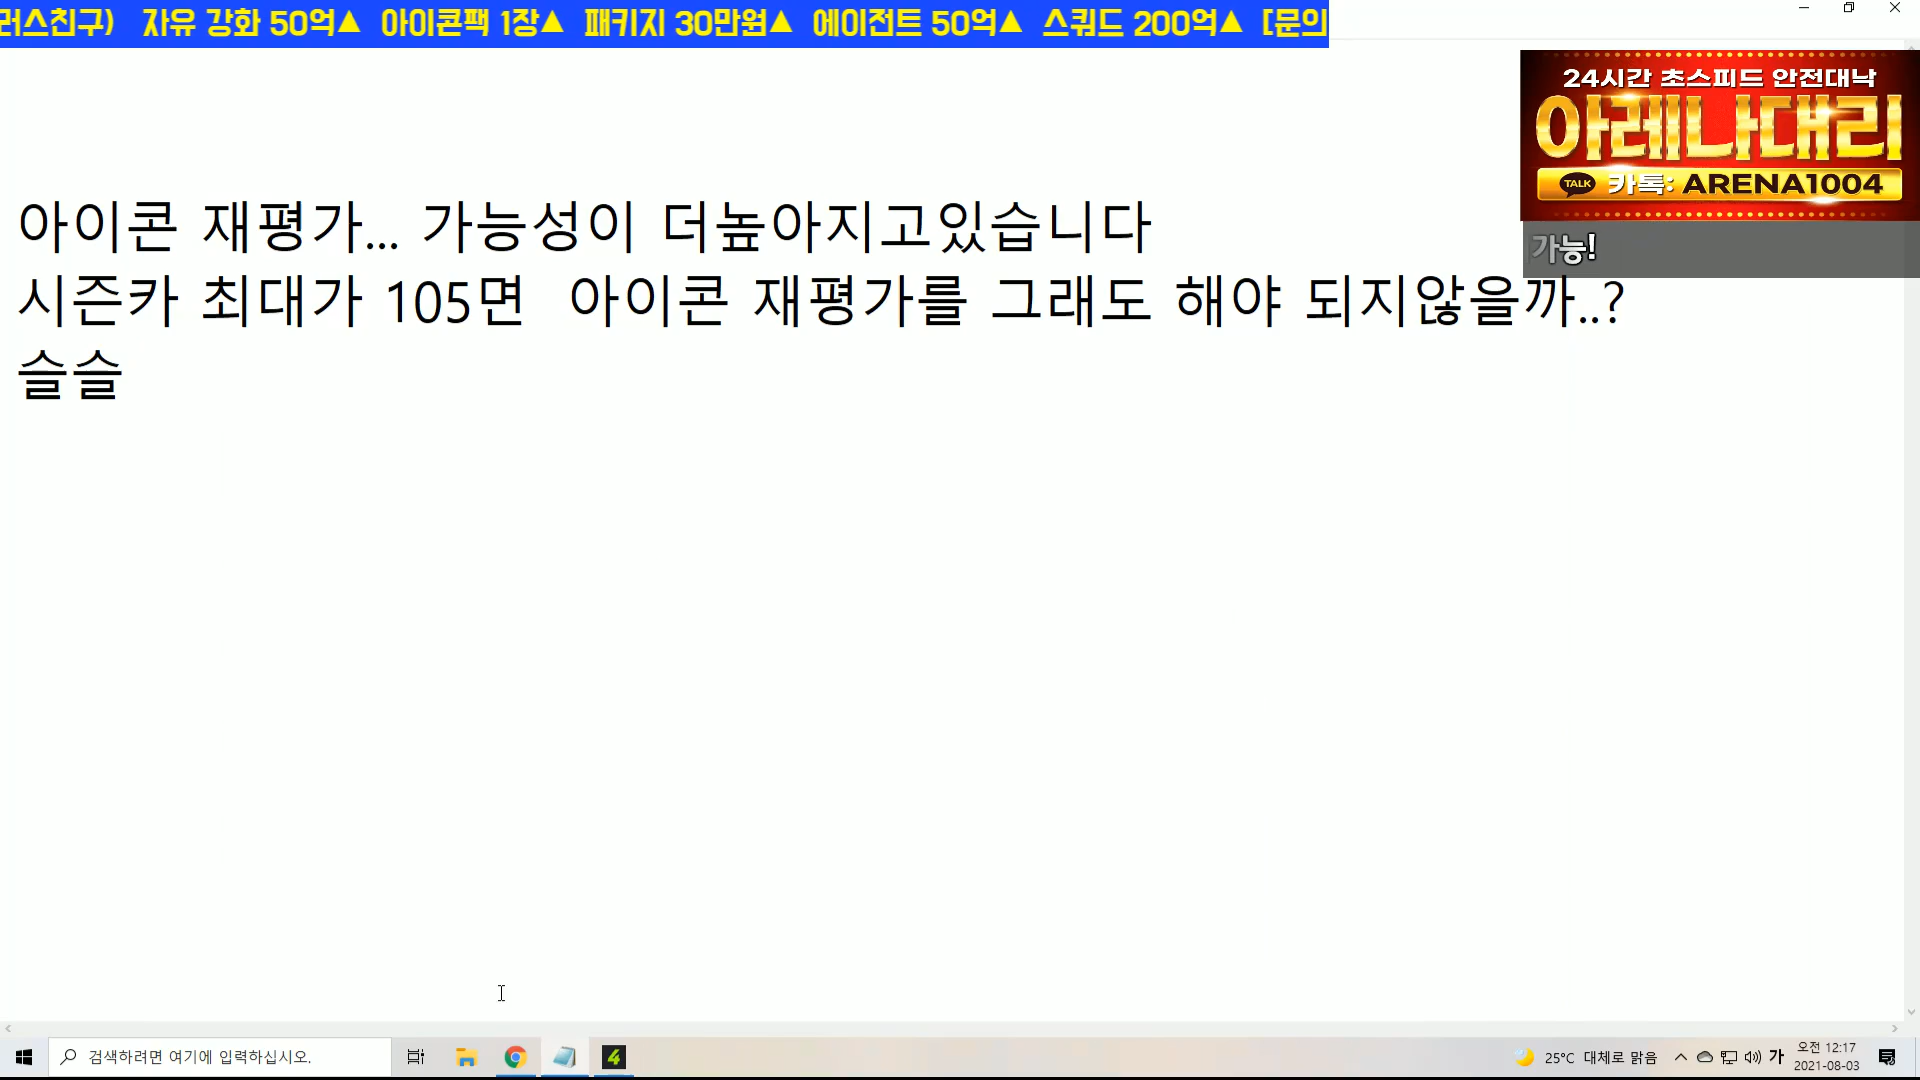 러스친구) 자유 강화 50억▲ 아이콘팩 1장▲ 패키지 30만원▲ 에이전트 50억▲ 스쿼드 200억▲ [문의
24시간 초스피드 안전대낙
아레나대리
TALK 카톡: ARENA1004
가능!
아이콘 재평가... 가능성이 더높아지고있습니다
시즌카 최대가 105면 아이콘 재평가를 그래도 해야 되지않을까..?
슬슬
검색하려면 여기에 입력하십시오.
4
25°C 대체로 맑음
가
오전 12:17
2021-08-03